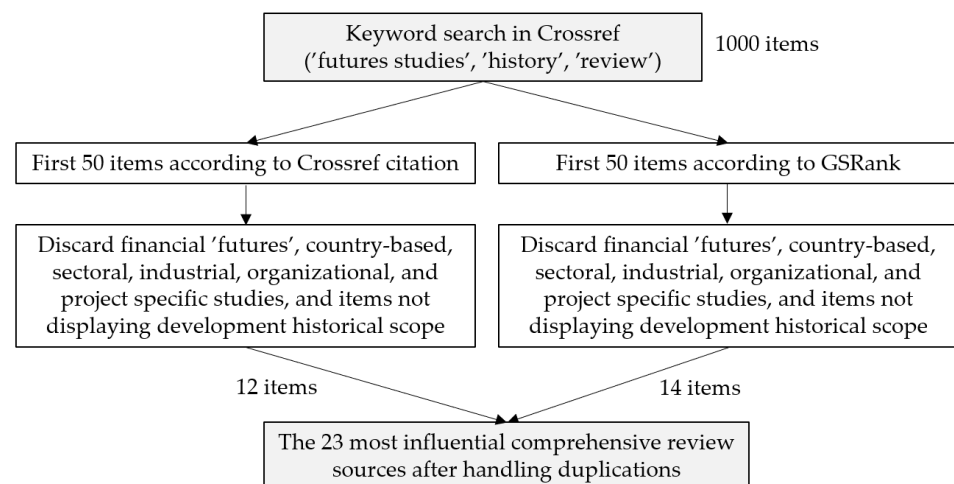 Keyword search in Crossref
(’futures studies’, ’history’, ’review’)
1000 items
First 50 items according to Crossref citation
First 50 items according to GSRank
Discard financial ’futures’, country-based,
sectoral, industrial, organizational, and
project specific studies, and items not
displaying development historical scope
Discard financial ’futures’, country-based,
sectoral, industrial, organizational, and
project specific studies, and items not
displaying development historical scope
12 items
14 items
The 23 most influential comprehensive review
sources after handling duplications